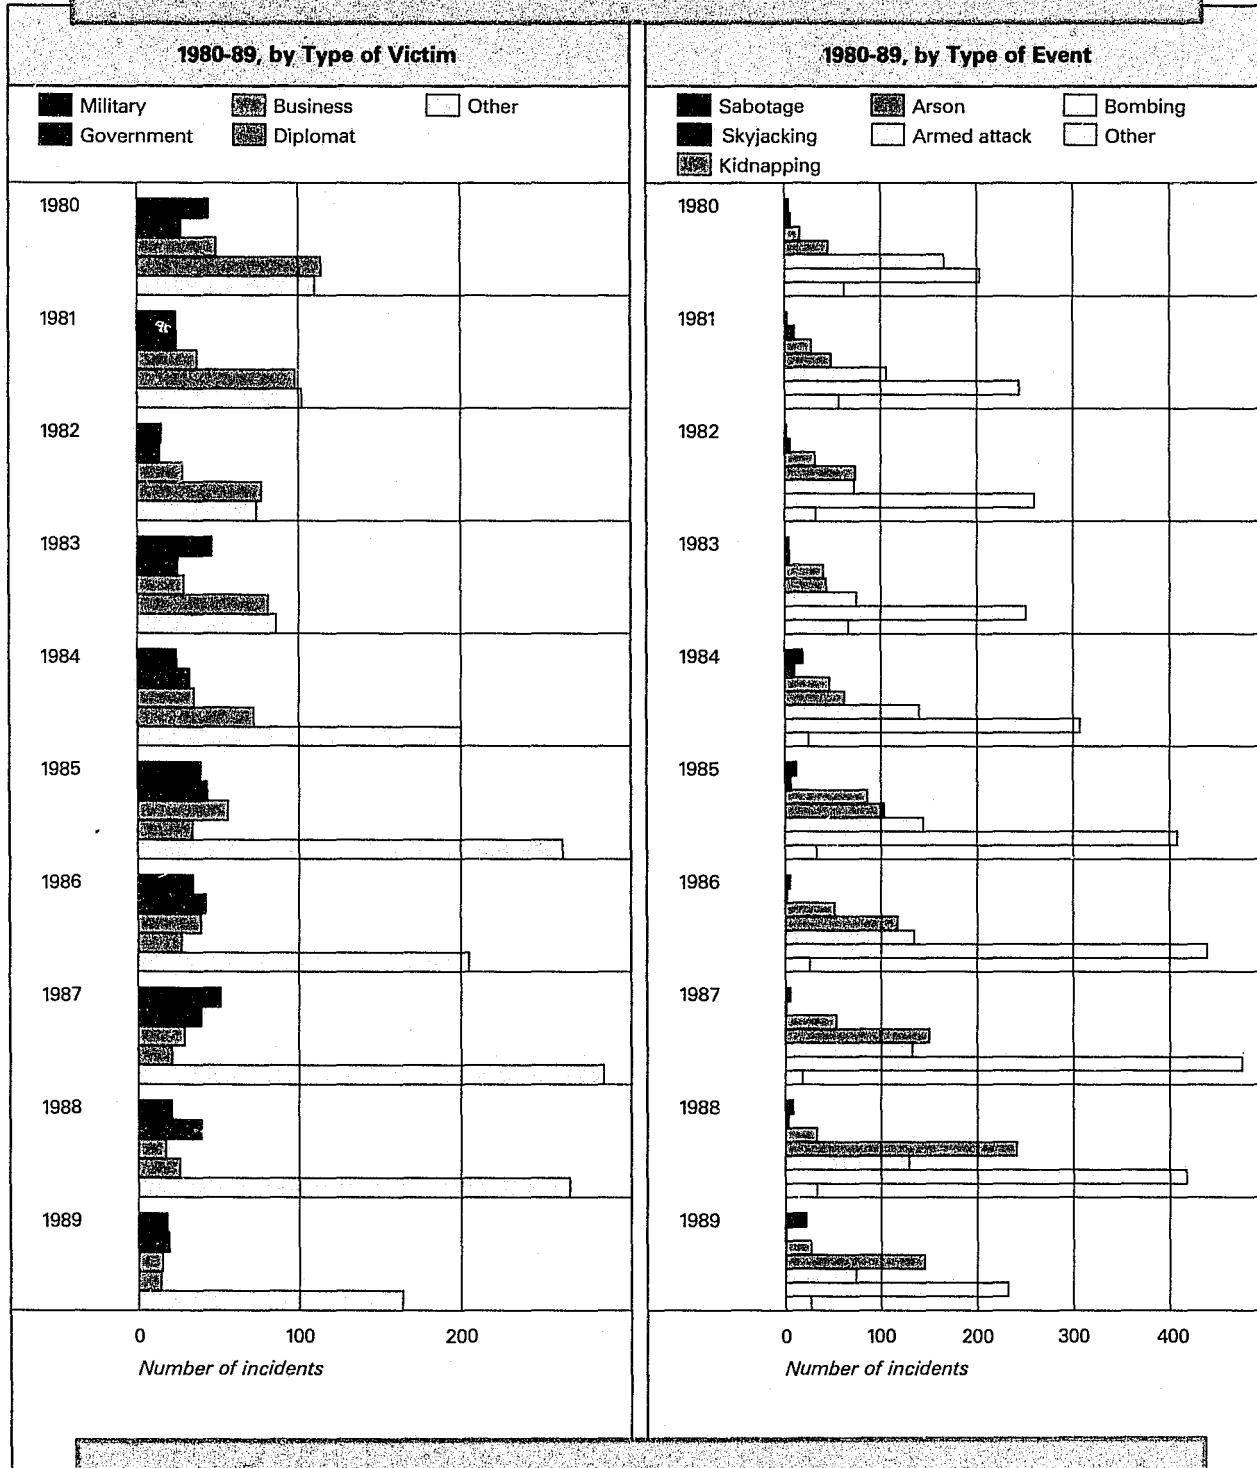 1980-89, by Type of Victim
Military Business Other
Government Diplomat
1980
1981
1982
1983
1984
1985
1986
1987
1988
1989
0 100 200
Number of incidents
1980-89, by Type of Event
Sabotage Arson Bombing
Skyjacking Armed attack Other
Kidnapping
1980
1981
1982
1983
1984
1985
1986
1987
1988
1989
0 100 200 300 400
Number of incidents